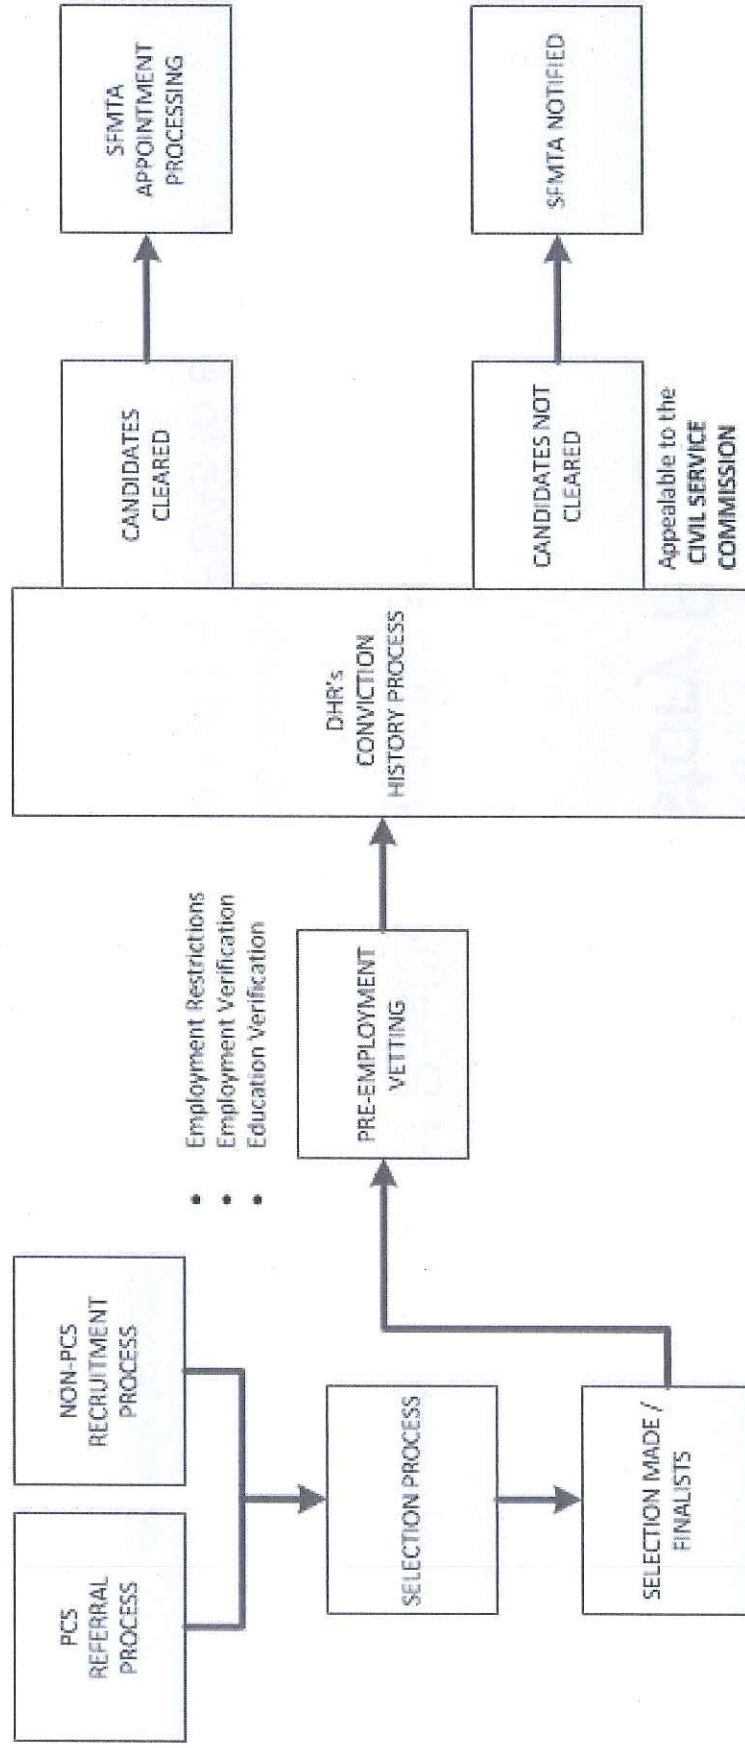 PCS
REFERRAL
PROCESS
NON-PCS
RECRUITMENT
PROCESS
SELECTION PROCESS
SELECTION MADE /
FINALISTS
• Employment Restrictions
• Employment Verification
• Education Verification
PRE-EMPLOYMENT
VETTING
DHR's
CONVICTION
HISTORY PROCESS
CANDIDATES
CLEARED
SFMTA
APPOINTMENT
PROCESSING
CANDIDATES NOT
CLEARED
Appealable to the
CIVIL SERVICE
COMMISSION
SFMTA NOTIFIED